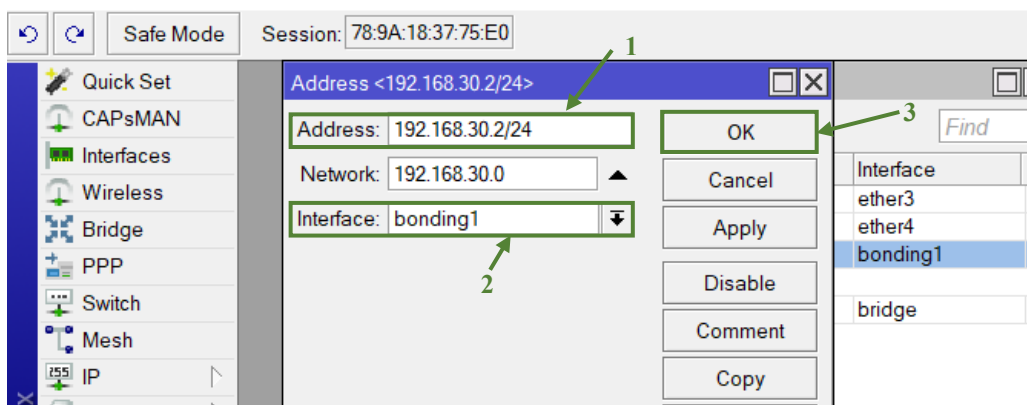 Safe Mode Session: 78:9A:18:37:75:E0
1
Quick Set
CAPsMAN
Interfaces
Wireless
Bridge
PPP
Switch
Mesh
IP
255
Address <192.168.30.2/24>
Address: 192.168.30.2/24
Network: 192.168.30.0
Interface: bonding1
2
OK
Cancel
Apply
Disable
Comment
Copy
3
Find
Interface
ether3
ether4
bonding1
bridge
X